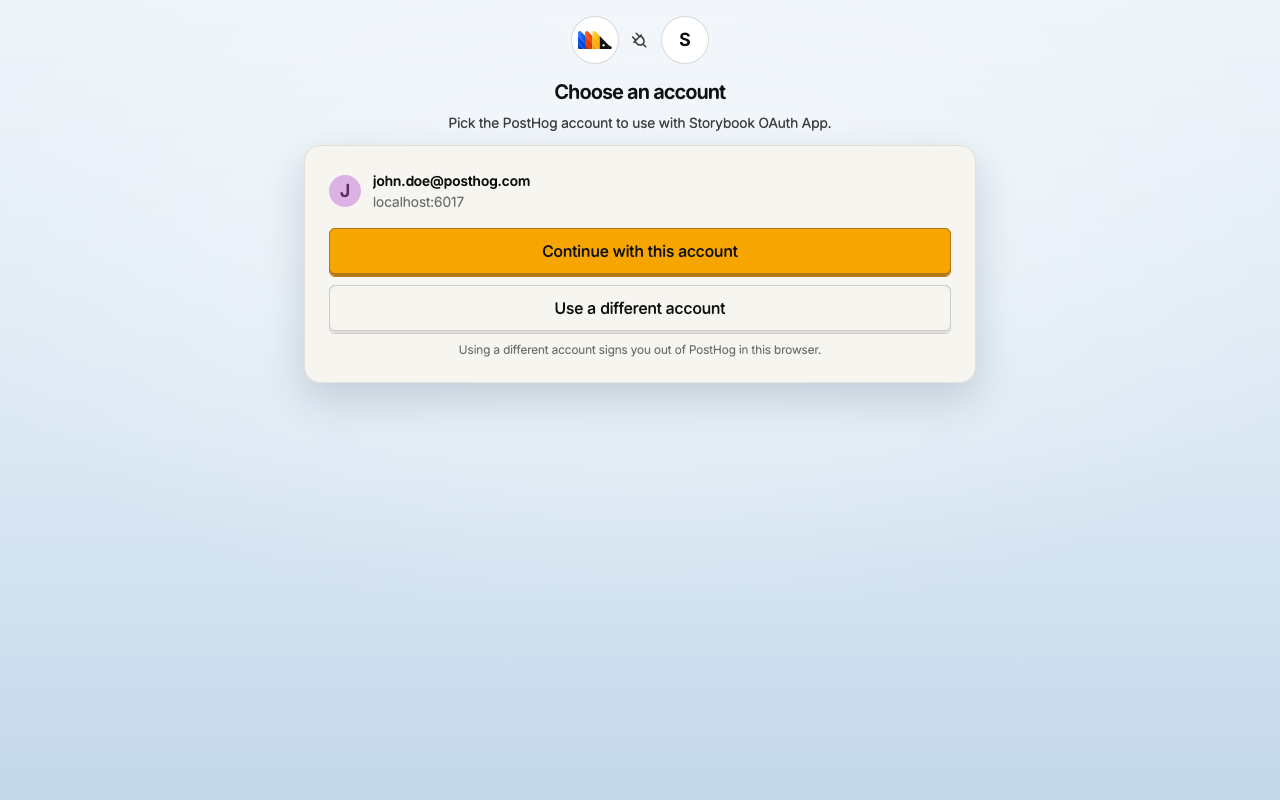 S
Choose an account
Pick the PostHog account to use with Storybook OAuth App.
J
john.doe@posthog.com
localhost:6017
Continue with this account
Use a different account
Using a different account signs you out of PostHog in this browser.